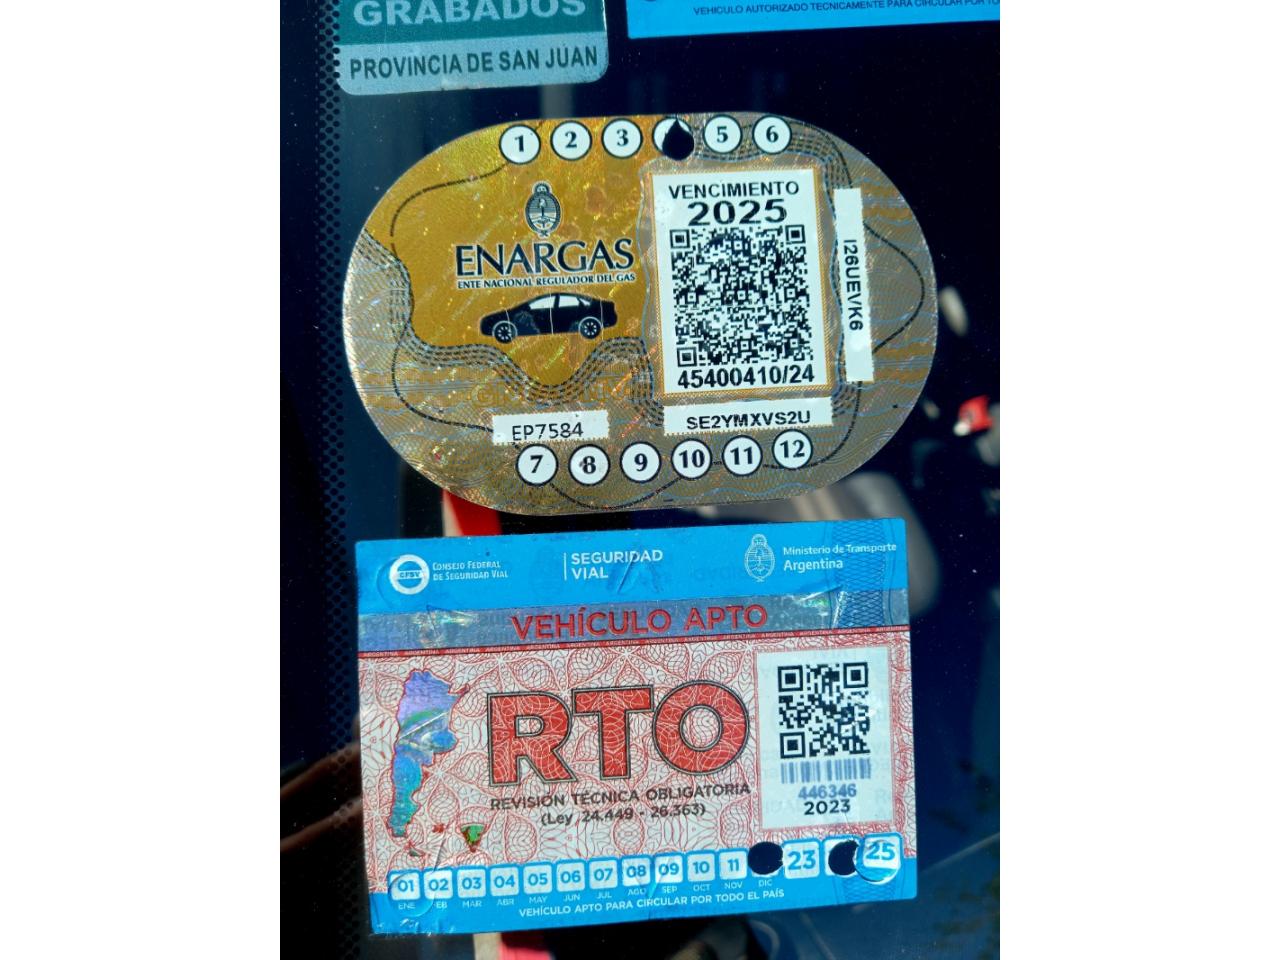 GRABADOS
PROVINCIA DE SAN JUAN
VEHICULO AUTORIZADO TECNICAMENTE PARA CIRCULAR POR TO
1 2 3 5 6
VENCIMIENTO
2025
ENARGAS
ENTE NACIONAL REGULADOR DEL GAS
I26UEV/K6
45400410/24
EP7584
SE2YMXVS2U
7 8 9 10 11 12
CONSEJO FEDERAL
DE SEGURIDAD VIAL
SEGURIDAD
VIAL
Ministerio de Transporte
Argentina
VEHÍCULO APTO
RTO
REVISIÓN TÉCNICA OBLIGATORIA
(Ley 24.449 - 26.363)
446346
2023
01 02 03 04 05 06 07 08 09 10 11 23 25
ENE FEB MAR ABR MAY JUN JUL AGO SEP OCT NOV DIC
VEHÍCULO APTO PARA CIRCULAR POR TODO EL PAÍS